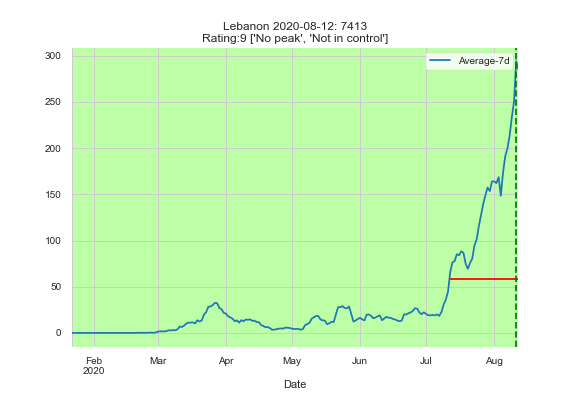 Lebanon 2020-08-12: 7413
Rating:9 ['No peak', 'Not in control']
Average-7d
300
250
200
150
100
50
0
Feb
2020
Mar
Apr
May
Jun
Jul
Aug
Date